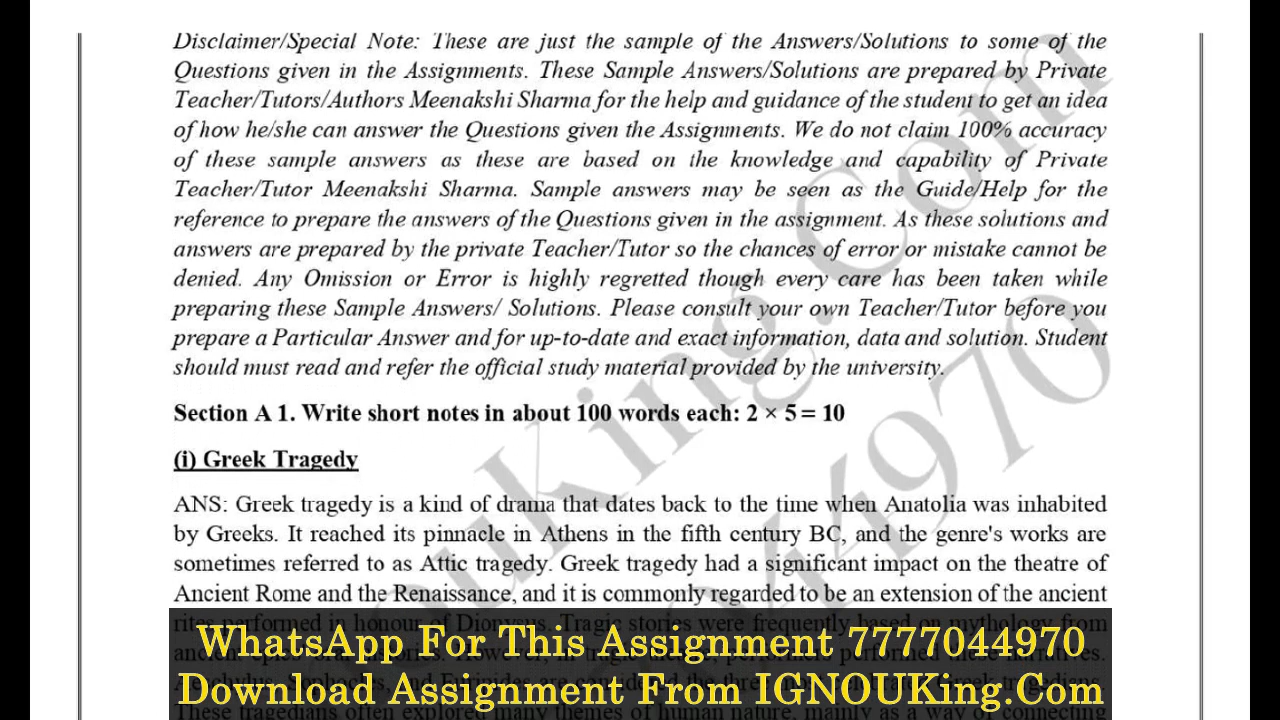 Disclaimer/Special Note: These are just the sample of the Answers/Solutions to some of the
Questions given in the Assignments. These Sample Answers/Solutions are prepared by Private
Teacher/Tutors/Authors Meenakshi Sharma for the help and guidance of the student to get an idea
of how he/she can answer the Questions given the Assignments. We do not claim 100% accuracy
of these sample answers as these are based on the knowledge and capability of Private
Teacher/Tutor Meenakshi Sharma. Sample answers may be seen as the Guide/Help for the
reference to prepare the answers of the Questions given in the assignment. As these solutions and
answers are prepared by the private Teacher/Tutor so the chances of error or mistake cannot be
denied. Any Omission or Error is highly regretted though every care has been taken while
preparing these Sample Answers/ Solutions. Please consult your own Teacher/Tutor before you
prepare a Particular Answer and for up-to-date and exact information, data and solution. Student
should must read and refer the official study material provided by the university.
Section A 1. Write short notes in about 100 words each: 2 × 5 = 10
(i) Greek Tragedy
ANS: Greek tragedy is a kind of drama that dates back to the time when Anatolia was inhabited
by Greeks. It reached its pinnacle in Athens in the fifth century BC, and the genre's works are
sometimes referred to as Attic tragedy. Greek tragedy had a significant impact on the theatre of
Ancient Rome and the Renaissance, and it is commonly regarded to be an extension of the ancient
WhatsApp For This Assignment 7777044970
Download Assignment From IGNOUKing.Com